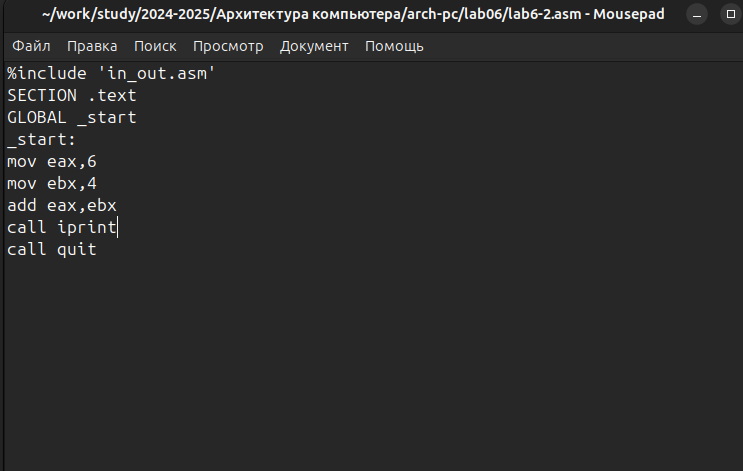 ~/work/study/2024-2025/Архитектура компьютера/arch-pc/lab06/lab6-2.asm - Mousepad
Файл Правка Поиск Просмотр Документ Помощь
%include 'in_out.asm'
SECTION .text
GLOBAL _start
_start:
mov eax,6
mov ebx,4
add eax,ebx
call iprint
call quit